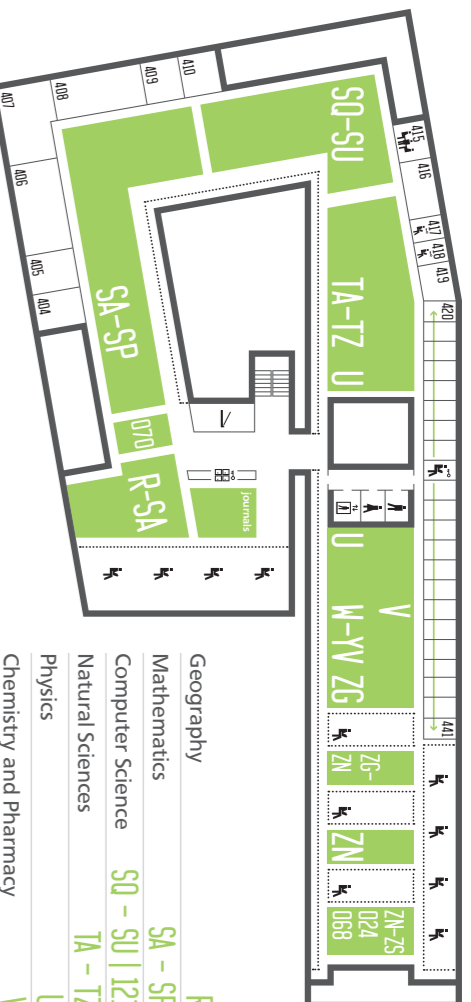 410
409
408
407
406
405
404
415
416
417
418
419
420
441
SQ–SU
TA–TZ U
SA–SP
070
R–SA
journals
U
V
W–YV ZG
ZG–
ZN
ZN
ZN–ZS
024
068
Geography R
Mathematics SA – SP
Computer Science SQ – SU | 12
Natural Sciences TA – TZ
Physics U
Chemistry and Pharmacy V